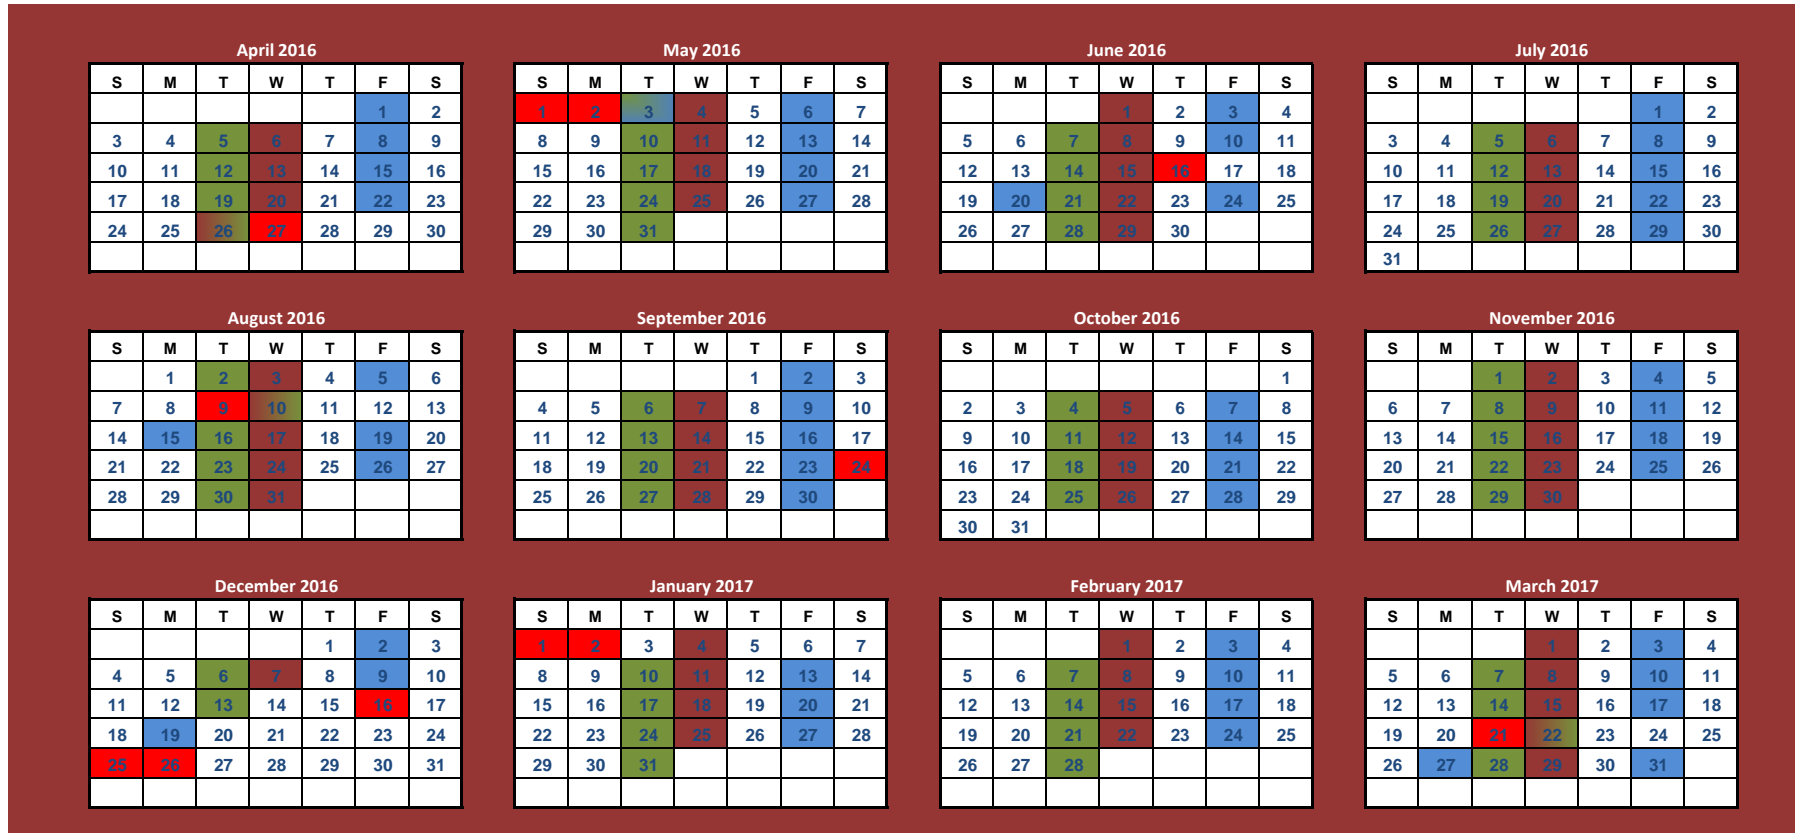 April 2016 May 2016 June 2016 July 2016
S M T W T F S S M T W T F S S M T W T F S S M T W T F S
1 2 1 2 3 4 5 6 7 1 2 3 4 1 2
3 4 5 6 7 8 9 8 9 10 11 12 13 14 5 6 7 8 9 10 11 3 4 5 6 7 8 9
10 11 12 13 14 15 16 15 16 17 18 19 20 21 12 13 14 15 16 17 18 10 11 12 13 14 15 16
17 18 19 20 21 22 23 22 23 24 25 26 27 28 19 20 21 22 23 24 25 17 18 19 20 21 22 23
24 25 26 27 28 29 30 29 30 31 26 27 28 29 30 24 25 26 27 28 29 30
31
August 2016 September 2016 October 2016 November 2016
S M T W T F S S M T W T F S S M T W T F S S M T W T F S
1 2 3 4 5 6 1 2 3 1 1 2 3 4 5
7 8 9 10 11 12 13 4 5 6 7 8 9 10 2 3 4 5 6 7 8 6 7 8 9 10 11 12
14 15 16 17 18 19 20 11 12 13 14 15 16 17 9 10 11 12 13 14 15 13 14 15 16 17 18 19
21 22 23 24 25 26 27 18 19 20 21 22 23 24 16 17 18 19 20 21 22 20 21 22 23 24 25 26
28 29 30 31 25 26 27 28 29 30 23 24 25 26 27 28 29 27 28 29 30
30 31
December 2016 January 2017 February 2017 March 2017
S M T W T F S S M T W T F S S M T W T F S S M T W T F S
1 2 3 1 2 3 4 5 6 7 1 2 3 4 1 2 3 4
4 5 6 7 8 9 10 8 9 10 11 12 13 14 5 6 7 8 9 10 11 5 6 7 8 9 10 11
11 12 13 14 15 16 17 15 16 17 18 19 20 21 12 13 14 15 16 17 18 12 13 14 15 16 17 18
18 19 20 21 22 23 24 22 23 24 25 26 27 28 19 20 21 22 23 24 25 19 20 21 22 23 24 25
25 26 27 28 29 30 31 29 30 31 26 27 28 26 27 28 29 30 31